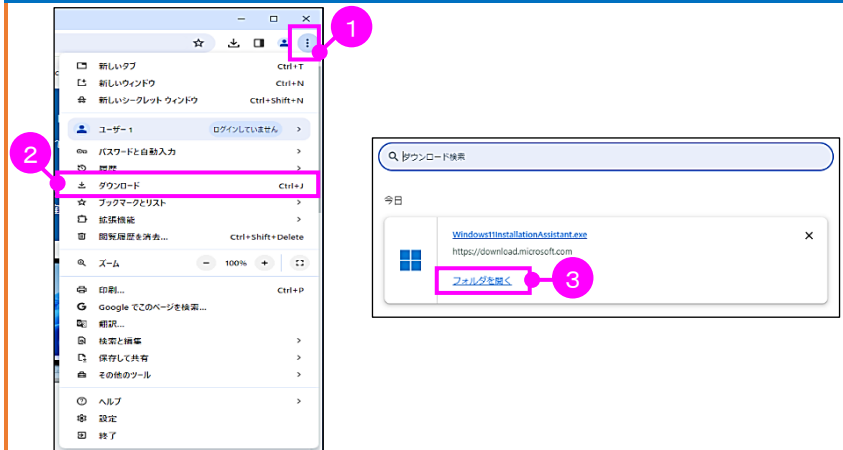 1
新しいタブ Ctrl+T
新しいウィンドウ Ctrl+N
新しいシークレット ウィンドウ Ctrl+Shift+N
ユーザー 1 ログインしていません
2
パスワードと自動入力
履歴
ダウンロード Ctrl+J
ブックマークとリスト
拡張機能
閲覧履歴を消去... Ctrl+Shift+Delete
ズーム - 100% +
印刷... Ctrl+P
Google でこのページを検索...
翻訳...
検索と編集
保存して共有
その他のツール
ヘルプ
設定
終了
ダウンロード検索
今日
Windows11InstallationAssistant.exe
https://download.microsoft.com
フォルダを開く
3